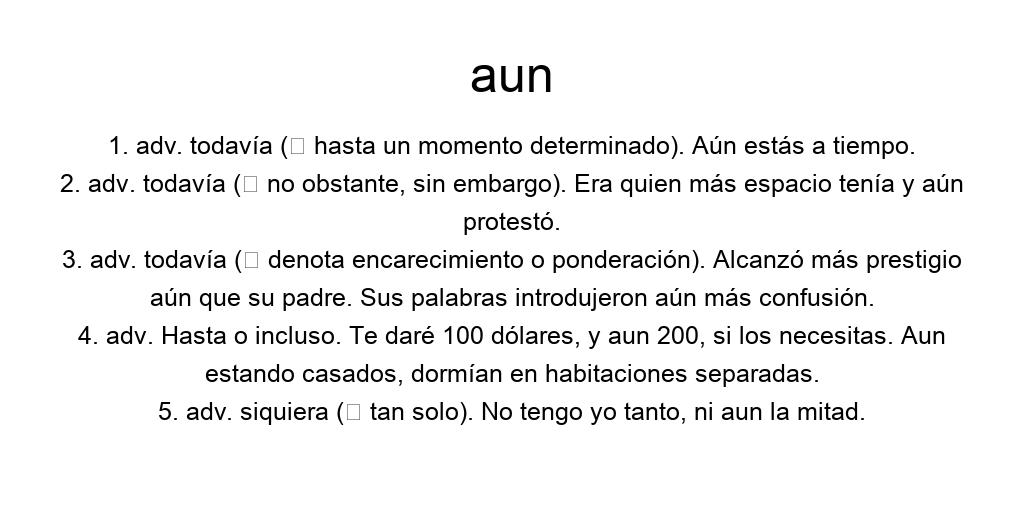 aun
1. adv. todavía (□ hasta un momento determinado). Aún estás a tiempo.
2. adv. todavía (□ no obstante, sin embargo). Era quien más espacio tenía y aún
protestó.
3. adv. todavía (□ denota encarecimiento o ponderación). Alcanzó más prestigio
aún que su padre. Sus palabras introdujeron aún más confusión.
4. adv. Hasta o incluso. Te daré 100 dólares, y aun 200, si los necesitas. Aun
estando casados, dormían en habitaciones separadas.
5. adv. siquiera (□ tan solo). No tengo yo tanto, ni aun la mitad.